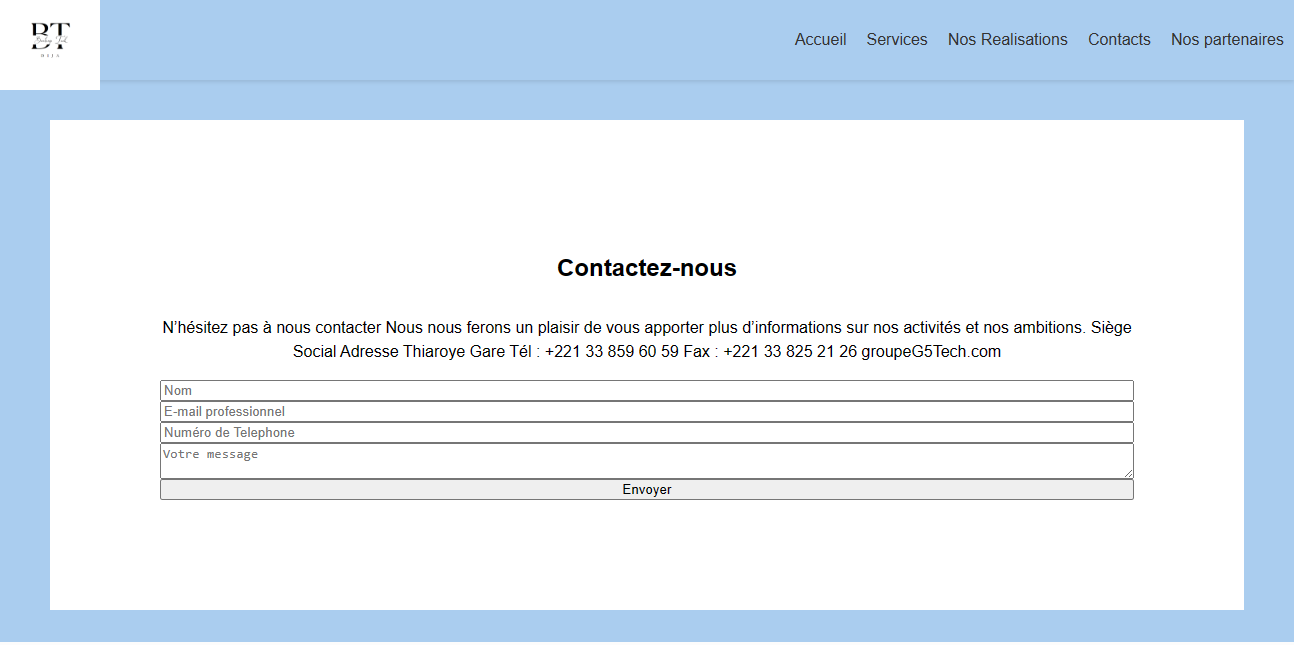 BT
Accueil Services Nos Realisations Contacts Nos partenaires
Contactez-nous
N’hésitez pas à nous contacter Nous nous ferons un plaisir de vous apporter plus d’informations sur nos activités et nos ambitions. Siège
Social Adresse Thiaroye Gare Tél : +221 33 859 60 59 Fax : +221 33 825 21 26 groupeG5Tech.com
Nom
E-mail professionnel
Numéro de Telephone
Votre message
Envoyer